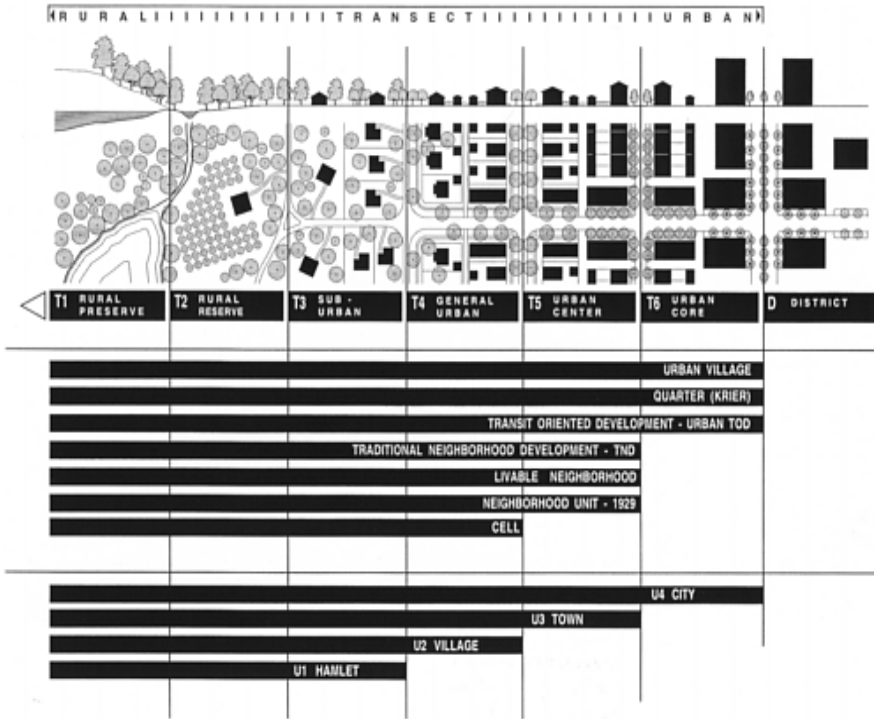 RURAL I I I I I I I I I I I I I TRANSECT I I I I I I I I I I I I I URBAN
T1 RURAL PRESERVE
T2 RURAL RESERVE
T3 SUB-URBAN
T4 GENERAL URBAN
T5 URBAN CENTER
T6 URBAN CORE
D DISTRICT
URBAN VILLAGE
QUARTER (KRIER)
TRANSIT ORIENTED DEVELOPMENT - URBAN TOD
TRADITIONAL NEIGHBORHOOD DEVELOPMENT - TND
LIVABLE NEIGHBORHOOD
NEIGHBORHOOD UNIT - 1929
CELL
U4 CITY
U3 TOWN
U2 VILLAGE
U1 HAMLET